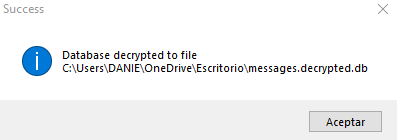 Success
Database decrypted to file
C:\Users\DANIE\OneDrive\Escritorio\messages.decrypted.db
Aceptar